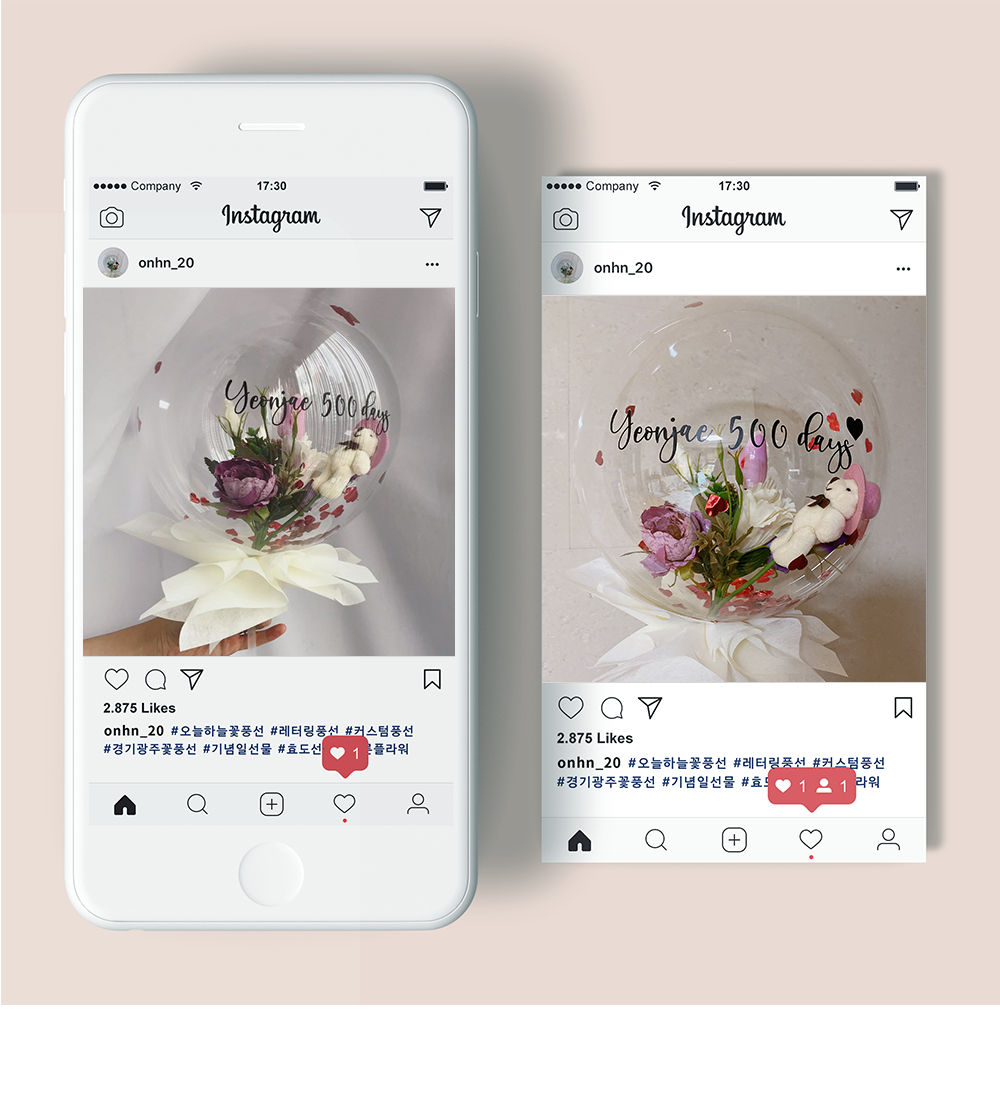 Company 17:30
Instagram
onhn_20
Yeonjae 500 days
2.875 Likes
onhn_20 #오늘하늘꽃풍선 #레터링풍선 #커스텀풍선
#경기광주꽃풍선 #기념일선물 #효도선 플라워
1
Company 17:30
Instagram
onhn_20
Yeonjae 500 days
2.875 Likes
onhn_20 #오늘하늘꽃풍선 #레터링풍선 #커스텀풍선
#경기광주꽃풍선 #기념일선물 라워
1 1